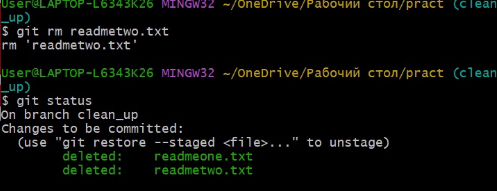 User@LAPTOP-L6343K26 MINGW32 ~/OneDrive/Рабочий стол/pract (clean
_up)
$ git rm readmetwo.txt
rm 'readmetwo.txt'
User@LAPTOP-L6343K26 MINGW32 ~/OneDrive/Рабочий стол/pract (clean
_up)
$ git status
On branch clean_up
Changes to be committed:
  (use "git restore --staged <file>..." to unstage)
        deleted:    readmeone.txt
        deleted:    readmetwo.txt